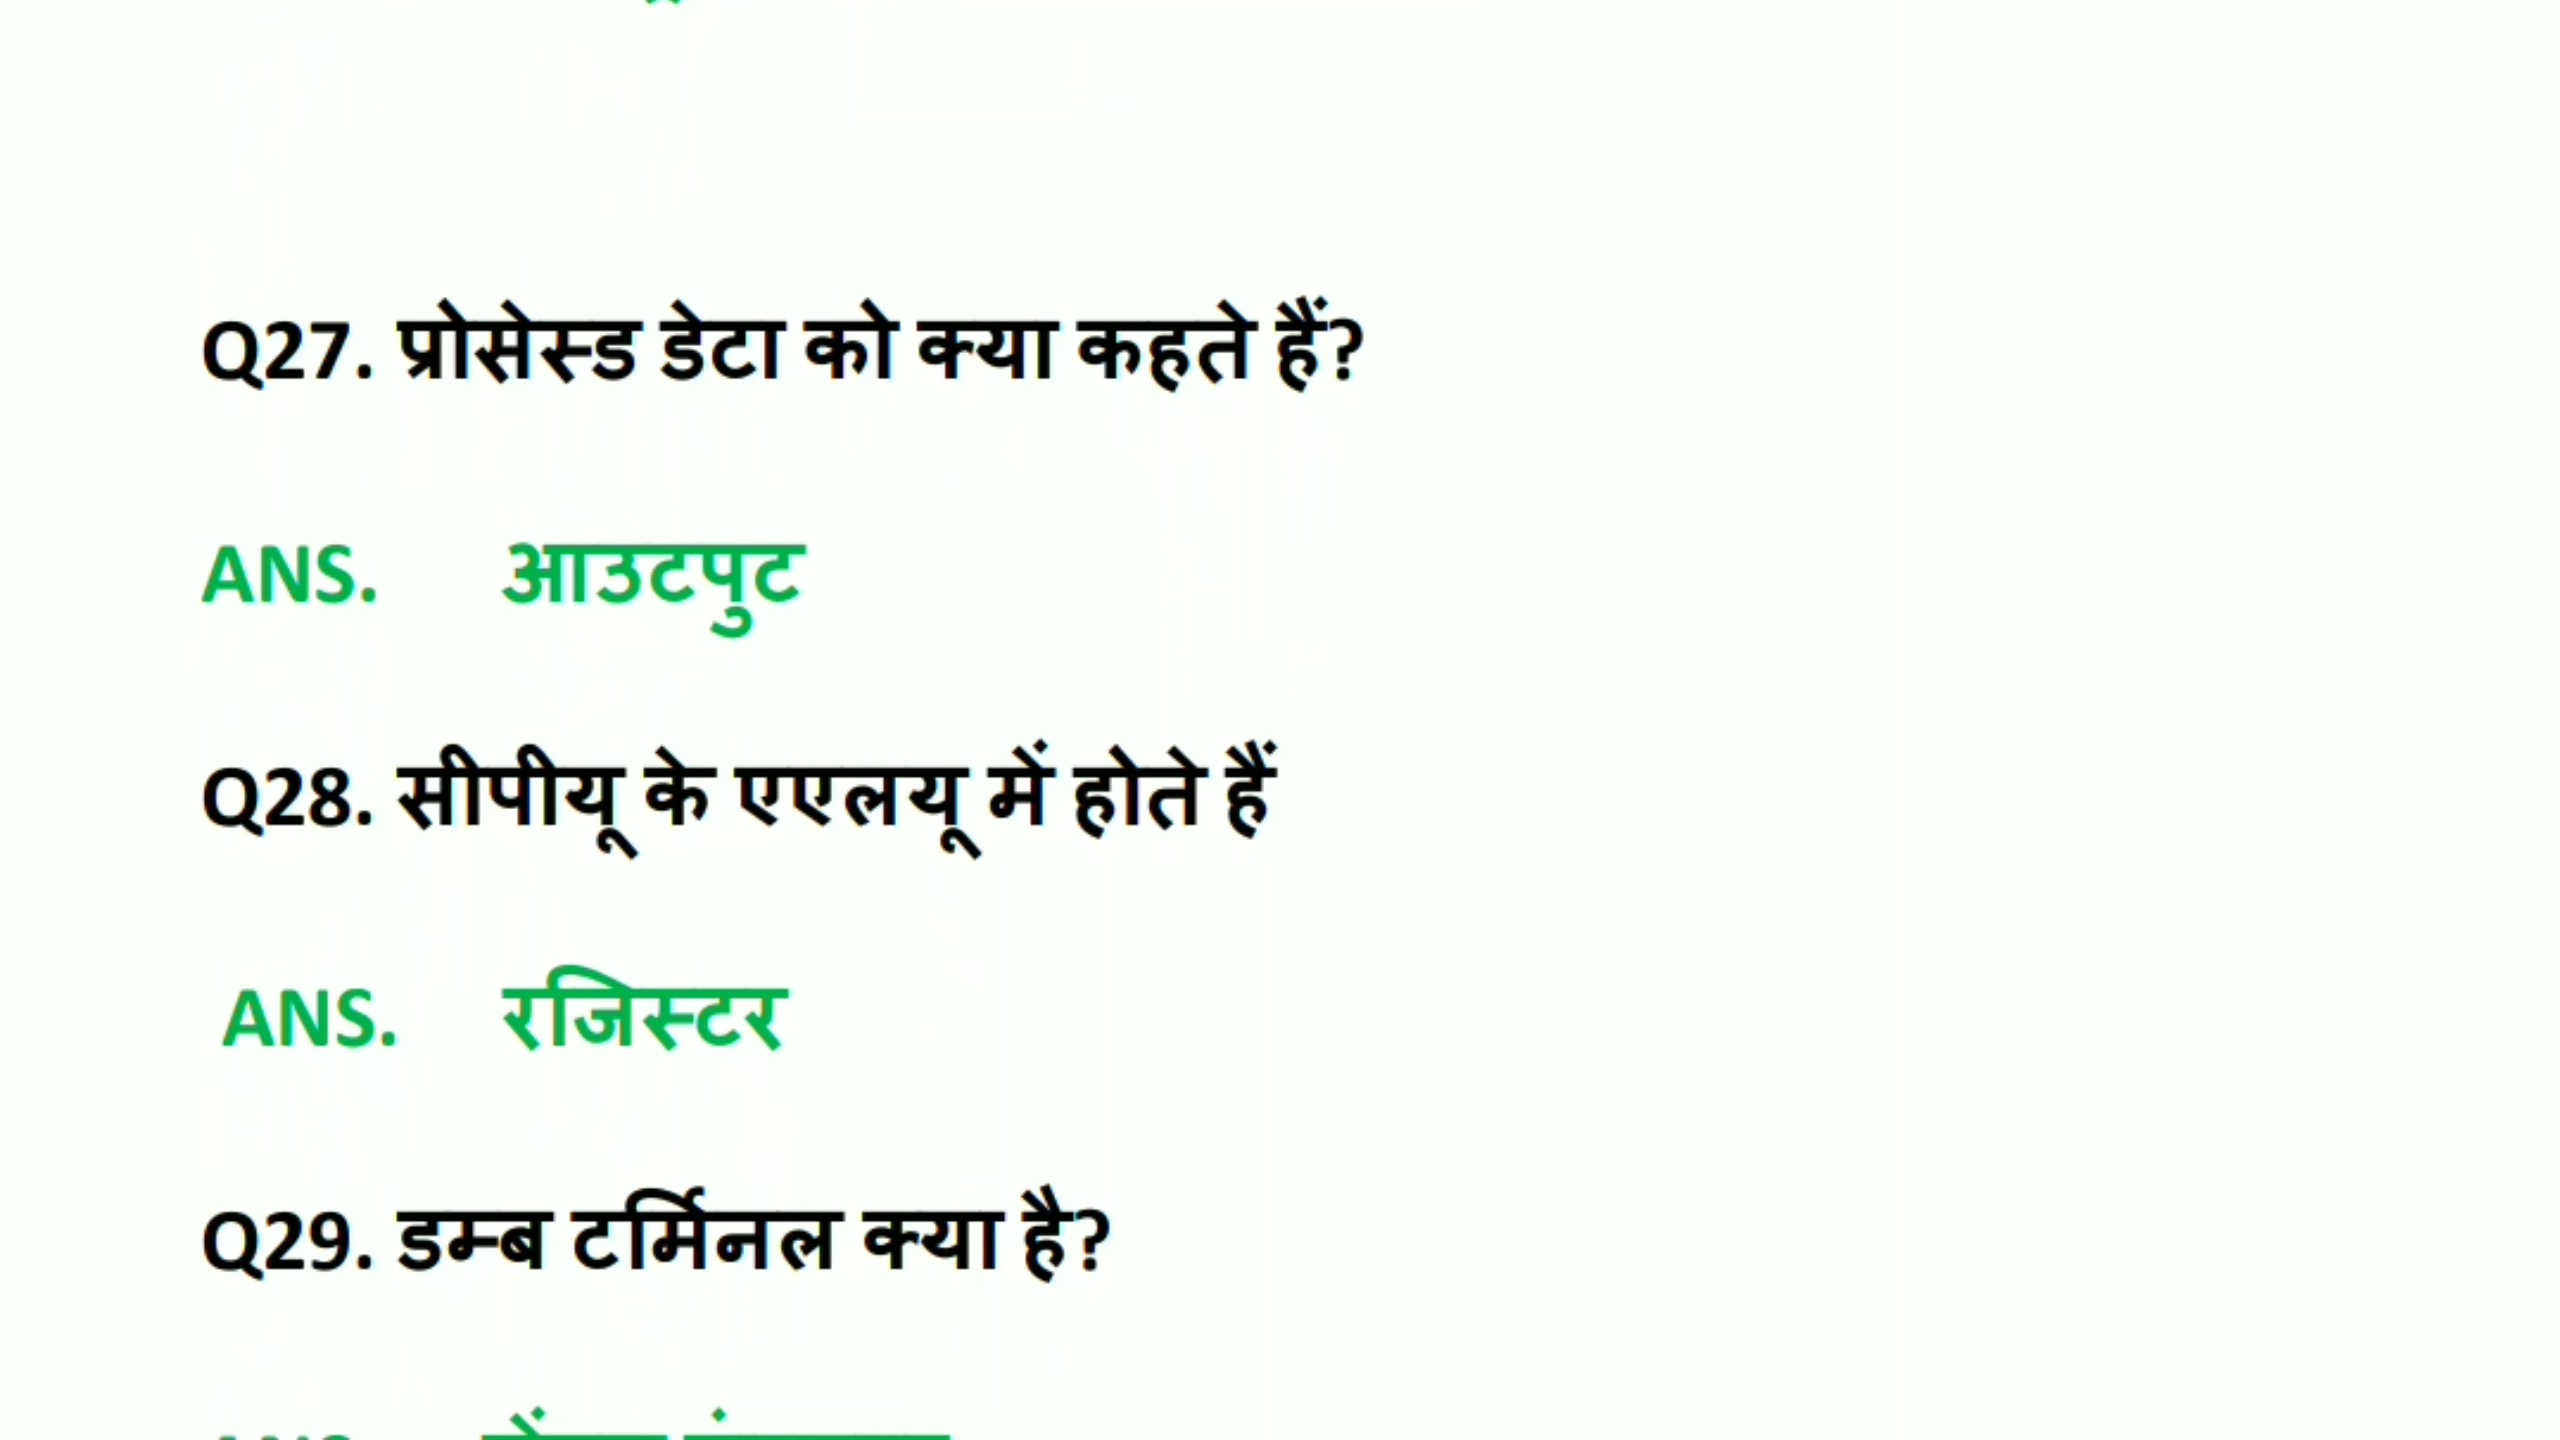 Q27. प्रोसेस्ड डेटा को क्या कहते हैं?
ANS. आउटपुट
Q28. सीपीयू के एएलयू में होते हैं
ANS. रजिस्टर
Q29. डम्ब टर्मिनल क्या है?